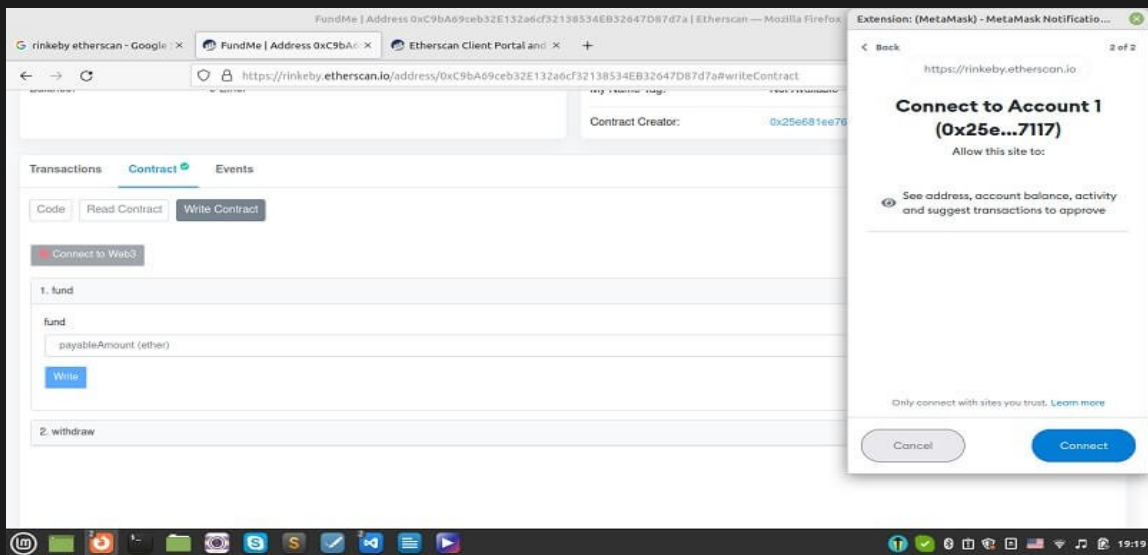 FundMe | Address 0xC9bA69ceb32E132a6cf32138534EB32647D87d7a | Etherscan — Mozilla Firefox
rinkeby etherscan - Google
FundMe | Address 0xC9bAc
Etherscan Client Portal and
https://rinkeby.etherscan.io/address/0xC9bA69ceb32E132a6cf32138534EB32647D87d7a#writeContract
Contract Creator:
0x25e681ee76
Transactions
Contract
Events
Code
Read Contract
Write Contract
Connect to Web3
1. fund
fund
payableAmount (ether)
Write
2. withdraw
Extension: (MetaMask) - MetaMask Notificatio...
< Back
2 of 2
https://rinkeby.etherscan.io
Connect to Account 1
(0x25e...7117)
Allow this site to:
See address, account balance, activity
and suggest transactions to approve
Only connect with sites you trust. Learn more
Cancel
Connect
19:15